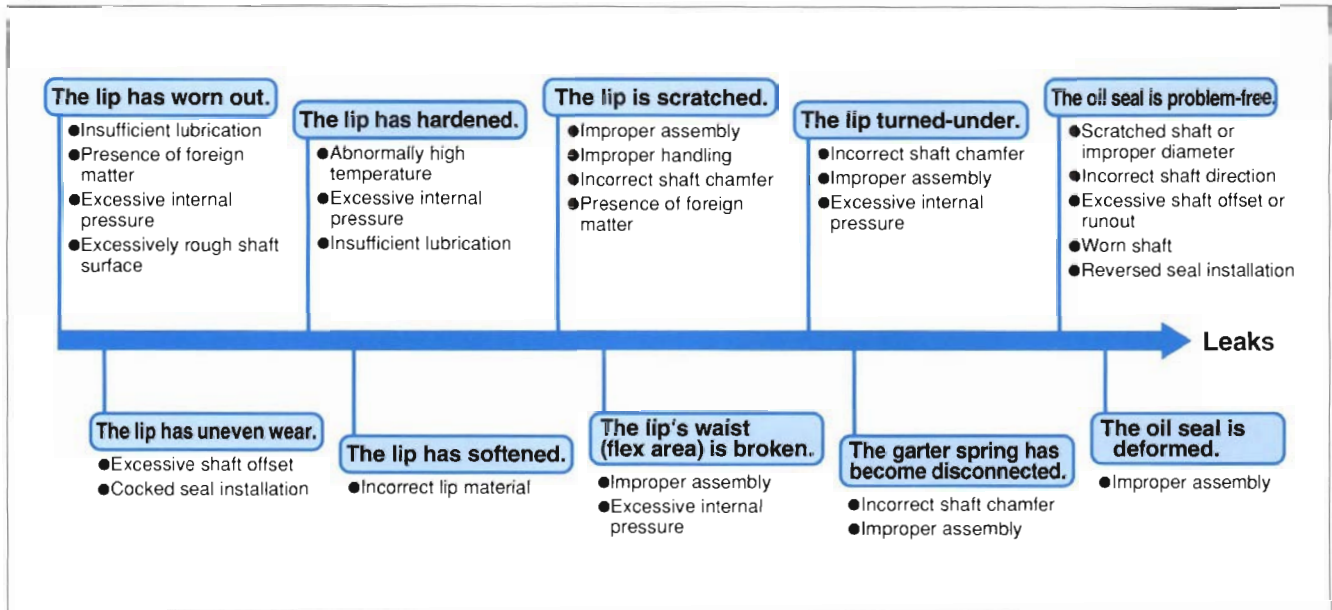 The lip has worn out.
●Insufficient lubrication
●Presence of foreign
matter
●Excessive internal
pressure
●Excessively rough shaft
surface
The lip has hardened.
●Abnormally high
temperature
●Excessive internal
pressure
●Insufficient lubrication
The lip is scratched.
●Improper assembly
●Improper handling
●Incorrect shaft chamfer
●Presence of foreign
matter
The lip turned-under.
●Incorrect shaft chamfer
●Improper assembly
●Excessive internal
pressure
The oil seal is problem-free.
●Scratched shaft or
improper diameter
●Incorrect shaft direction
●Excessive shaft offset or
runout
●Worn shaft
●Reversed seal installation
Leaks
The lip has uneven wear.
●Excessive shaft offset
●Cocked seal installation
The lip has softened.
●Incorrect lip material
The lip's waist
(flex area) is broken.
●Improper assembly
●Excessive internal
pressure
The garter spring has
become disconnected.
●Incorrect shaft chamfer
●Improper assembly
The oil seal is
deformed.
●Improper assembly